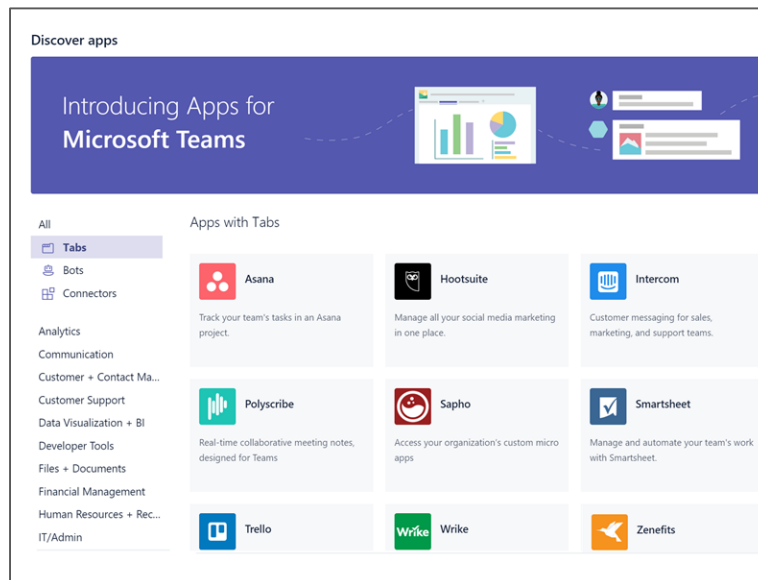 Discover apps
Introducing Apps for
Microsoft Teams
All
Tabs
Bots
Connectors
Analytics
Communication
Customer + Contact Ma...
Customer Support
Data Visualization + BI
Developer Tools
Files + Documents
Financial Management
Human Resources + Rec...
IT/Admin
Apps with Tabs
Asana
Track your team's tasks in an Asana
project.
Hootsuite
Manage all your social media marketing
in one place.
Intercom
Customer messaging for sales,
marketing, and support teams.
Polyscribe
Real-time collaborative meeting notes,
designed for Teams
Sapho
Access your organization's custom micro
apps
Smartsheet
Manage and automate your team's work
with Smartsheet.
Trello
Wrike
Wrike
Zenefits